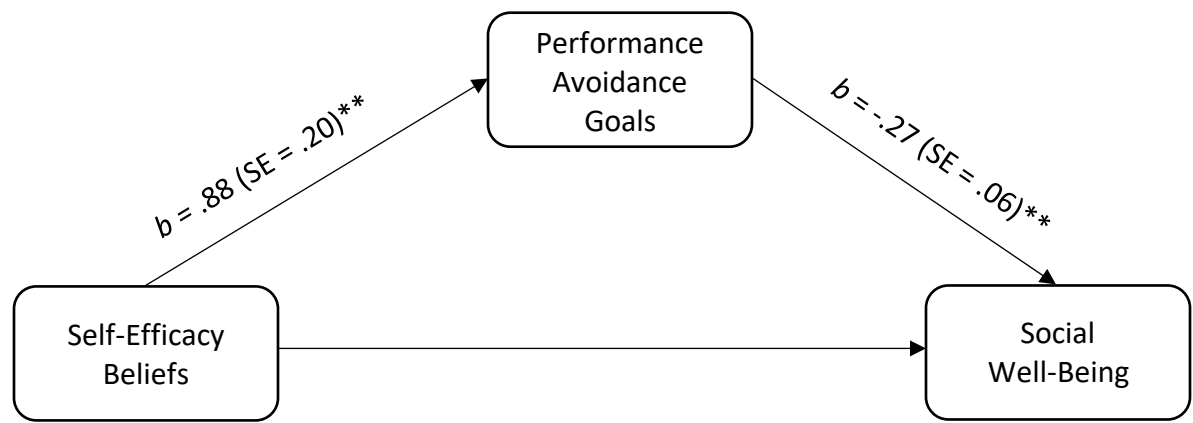 Performance
Avoidance
Goals
b = .88 (SE = .20)**
b = -.27 (SE = .06)**
Self-Efficacy
Beliefs
Social
Well-Being